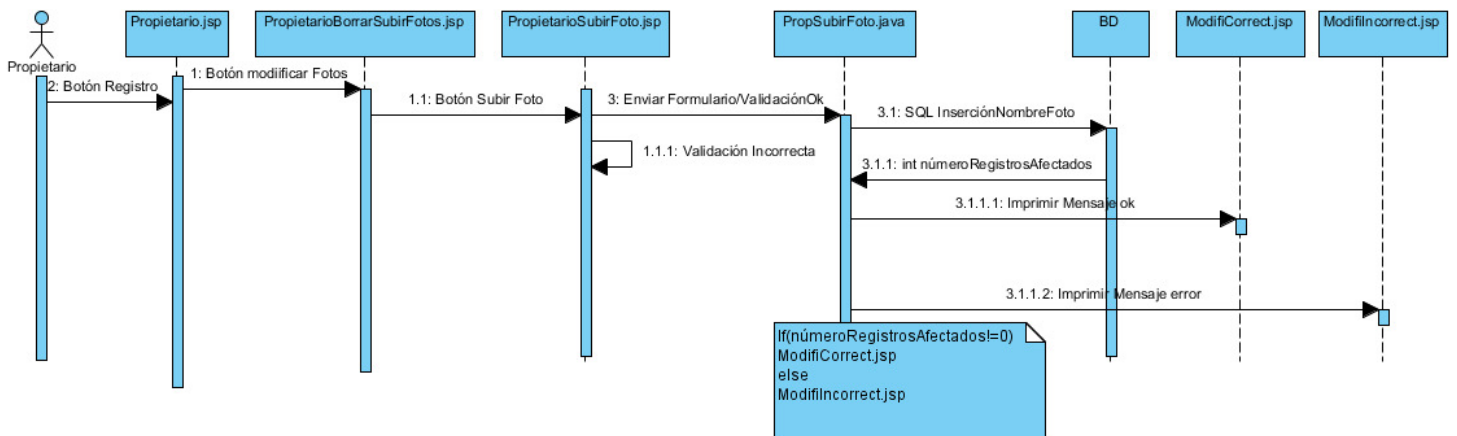 Propietario
Propietario.jsp
PropietarioBorrarSubirFotos.jsp
PropietarioSubirFoto.jsp
PropSubirFoto.java
BD
ModifiCorrect.jsp
ModifiIncorrect.jsp
2: Botón Registro
1: Botón modiificar Fotos
1.1: Botón Subir Foto
3: Enviar Formulario/ValidaciónOk
3.1: SQL InserciónNombreFoto
1.1.1: Validación Incorrecta
3.1.1: int númeroRegistrosAfectados
3.1.1.1: Imprimir Mensaje ok
3.1.1.2: Imprimir Mensaje error
If(númeroRegistrosAfectados!=0)
ModifiCorrect.jsp
else
ModifiIncorrect.jsp